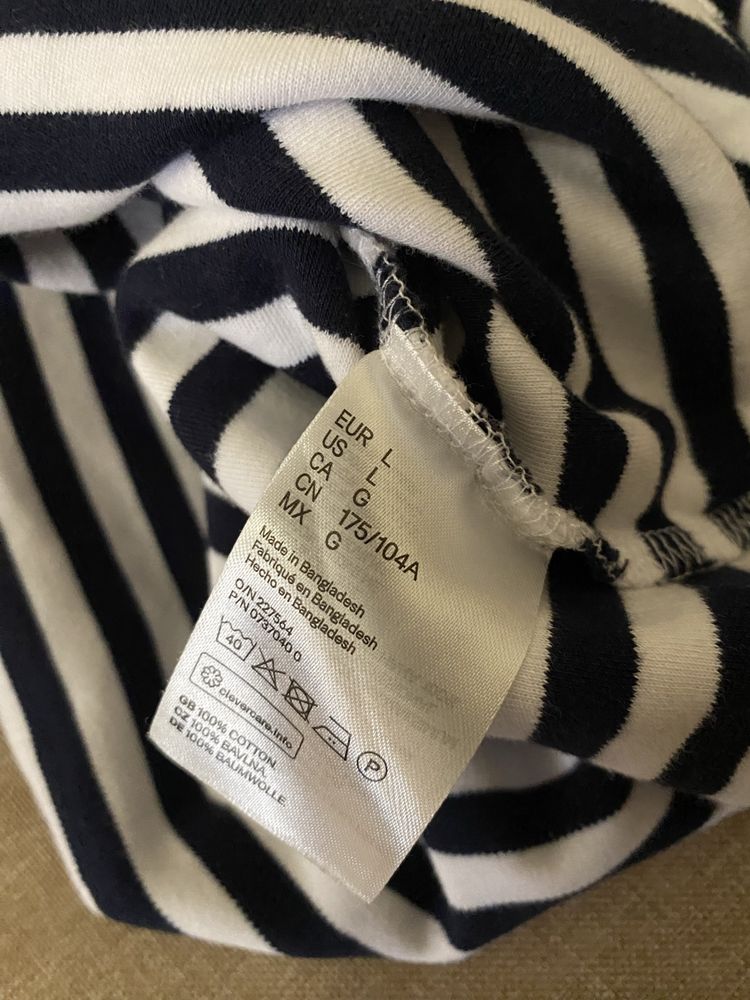 EUR L
US L
CA G
CN 175/104A
MX G
Made in Bangladesh
Fabriqué en Bangladesh
Hecho en Bangladesh
O/N 227564
P/N 0737040 0
40
P
clevercare.info
GB 100% COTTON
CZ 100% BAVLNA.
DE 100% BAUMWOLLE